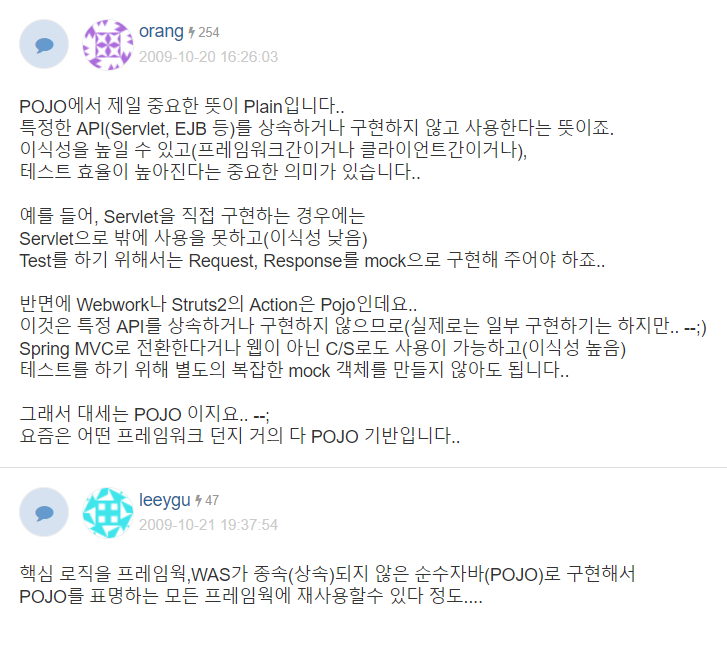 orang 254
2009-10-20 16:26:03
POJO에서 제일 중요한 뜻이 Plain입니다..
특정한 API(Servlet, EJB 등)를 상속하거나 구현하지 않고 사용한다는 뜻이죠.
이식성을 높일 수 있고(프레임워크간이거나 클라이언트간이거나),
테스트 효율이 높아진다는 중요한 의미가 있습니다..
예를 들어, Servlet을 직접 구현하는 경우에는
Servlet으로 밖에 사용을 못하고(이식성 낮음)
Test를 하기 위해서는 Request, Response를 mock으로 구현해 주어야 하죠..
반면에 Webwork나 Struts2의 Action은 Pojo인데요..
이것은 특정 API를 상속하거나 구현하지 않으므로(실제로는 일부 구현하기는 하지만.. --;)
Spring MVC로 전환한다거나 웹이 아닌 C/S로도 사용이 가능하고(이식성 높음)
테스트를 하기 위해 별도의 복잡한 mock 객체를 만들지 않아도 됩니다..
그래서 대세는 POJO 이지요.. --;
요즘은 어떤 프레임워크 던지 거의 다 POJO 기반입니다..
leeygu 47
2009-10-21 19:37:54
핵심 로직을 프레임웍,WAS가 종속(상속)되지 않은 순수자바(POJO)로 구현해서
POJO를 표명하는 모든 프레임웍에 재사용할수 있다 정도....